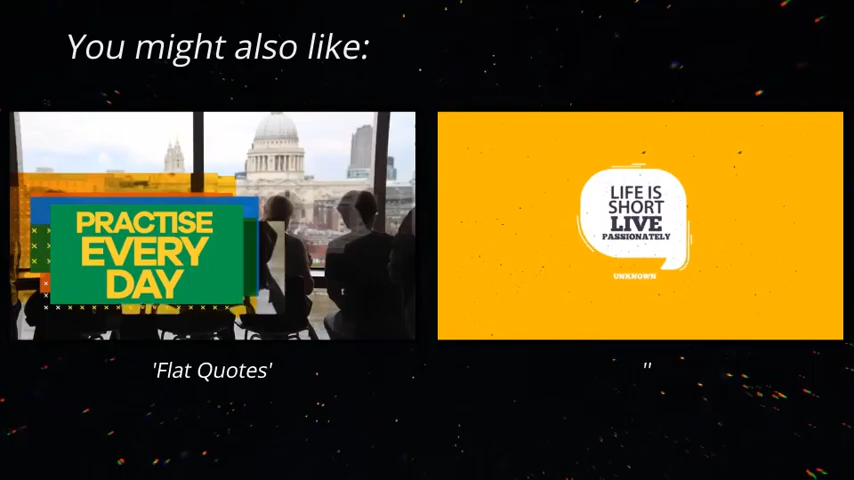 You might also like:
PRACTISE
EVERY
DAY
LIFE IS
SHORT
LIVE
PASSIONATELY
UNKNOWN
'Flat Quotes'
''